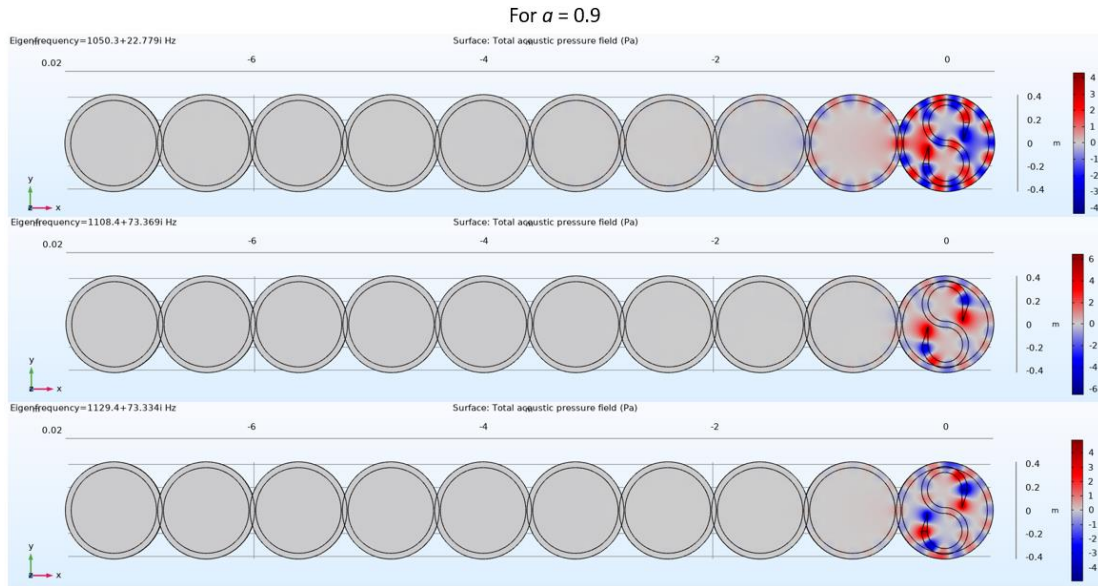 For a = 0.9
Eigenfrequency=1050.3+22.779i Hz Surface: Total acoustic pressure field (Pa)
0.02 -6 -4 -2 0
0.4
0.2
0 m
-0.2
-0.4
4
3
2
1
0
-1
-2
-3
-4
y
z x
Eigenfrequency=1108.4+73.369i Hz Surface: Total acoustic pressure field (Pa)
0.02 -6 -4 -2 0
0.4
0.2
0 m
-0.2
-0.4
6
4
2
0
-2
-4
-6
y
z x
Eigenfrequency=1129.4+73.334i Hz Surface: Total acoustic pressure field (Pa)
0.02 -6 -4 -2 0
0.4
0.2
0 m
-0.2
-0.4
4
3
2
1
0
-1
-2
-3
-4
y
z x